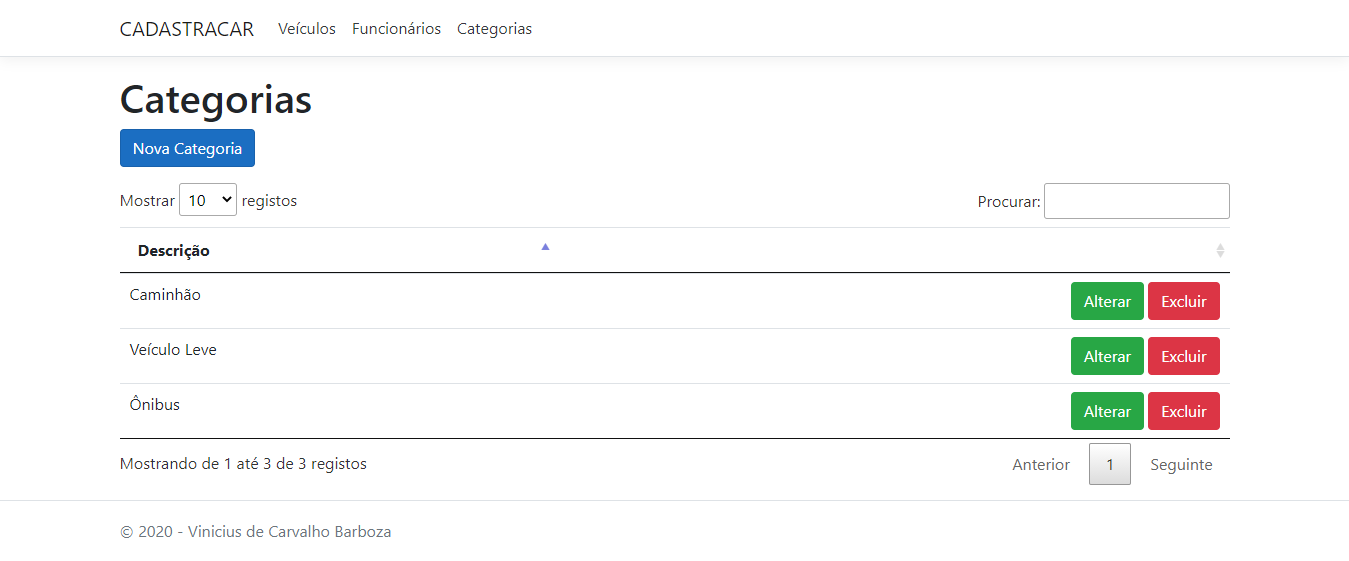 CADASTRACAR Veículos Funcionários Categorias
Categorias
Nova Categoria
Mostrar 10 registos Procurar:
Descrição
Caminhão Alterar Excluir
Veículo Leve Alterar Excluir
Ônibus Alterar Excluir
Mostrando de 1 até 3 de 3 registos Anterior 1 Seguinte
© 2020 - Vinicius de Carvalho Barboza